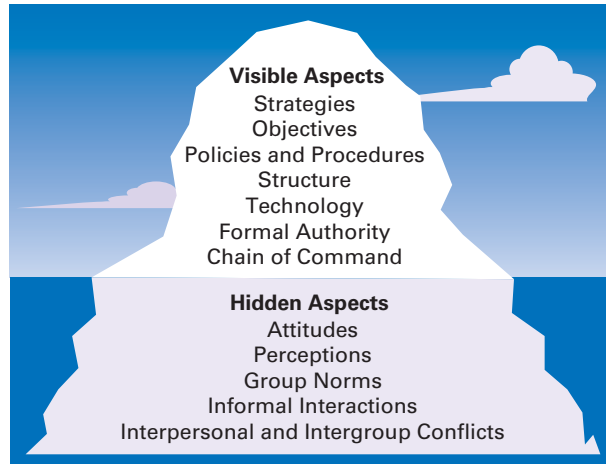 Visible Aspects
Strategies
Objectives
Policies and Procedures
Structure
Technology
Formal Authority
Chain of Command
Hidden Aspects
Attitudes
Perceptions
Group Norms
Informal Interactions
Interpersonal and Intergroup Conflicts